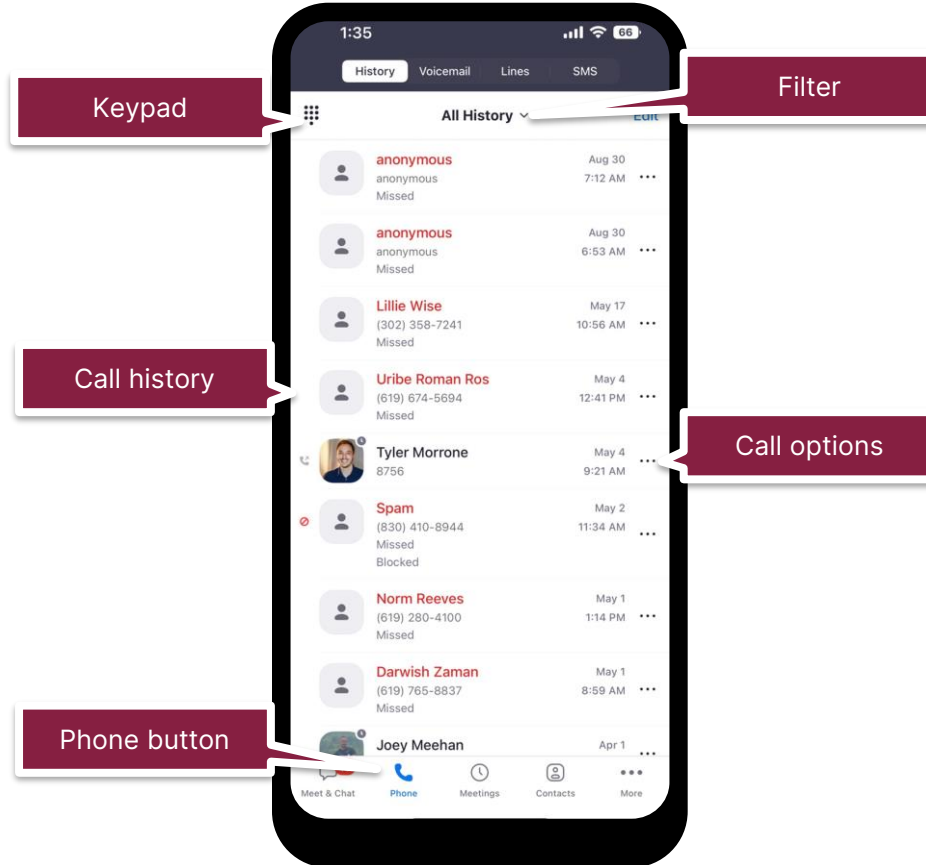 1:35
66
History Voicemail Lines SMS
Keypad
Filter
All History
Edit
anonymous Aug 30
anonymous 7:12 AM
Missed
anonymous Aug 30
anonymous 6:53 AM
Missed
Lillie Wise May 17
(302) 358-7241 10:56 AM
Missed
Call history
Uribe Roman Ros May 4
(619) 674-5694 12:41 PM
Missed
Call options
Tyler Morrone May 4
8756 9:21 AM
Spam May 2
(830) 410-8944 11:34 AM
Missed
Blocked
Norm Reeves May 1
(619) 280-4100 1:14 PM
Missed
Darwish Zaman May 1
(619) 765-8837 8:59 AM
Missed
Phone button
Joey Meehan Apr 1
Meet & Chat Phone Meetings Contacts More